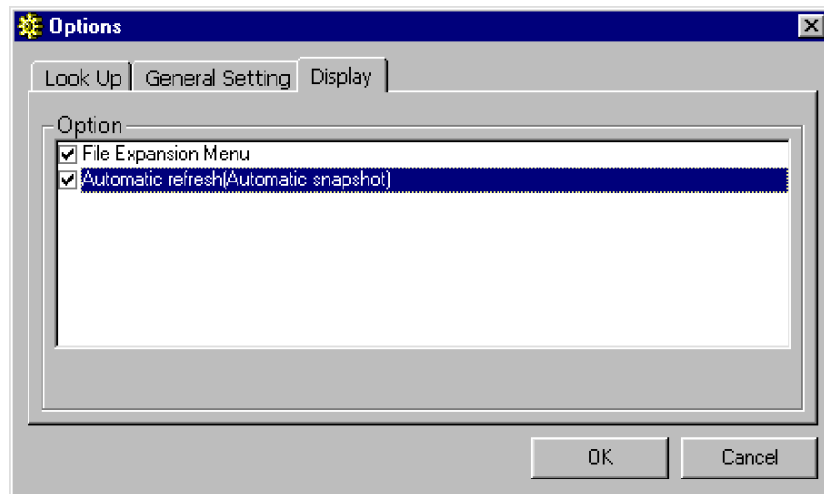 Options
Look Up
General Setting
Display
Option
File Expansion Menu
Automatic refresh(Automatic snapshot)
OK
Cancel